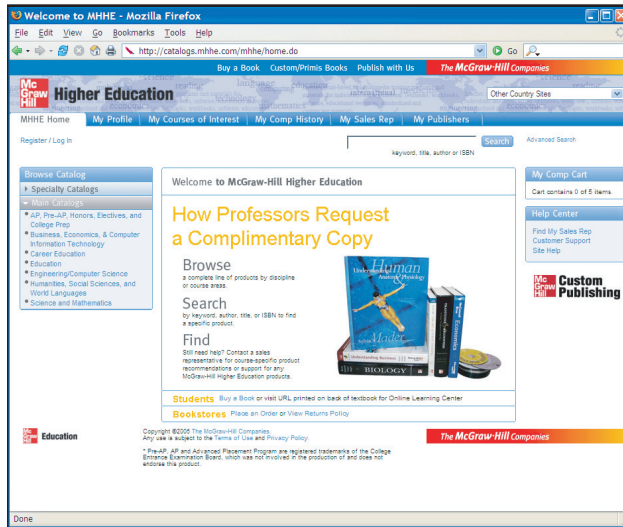 Welcome to MHHE - Mozilla Firefox
File Edit View Go Bookmarks Tools Help
http://catalogs.mhhe.com/mhhe/home.do
Go
Buy a Book Custom/Primis Books Publish with Us The McGraw·Hill Companies
Mc Graw Hill Higher Education
Other Country Sites
MHHE Home My Profile My Courses of Interest My Comp History My Sales Rep My Publishers
Register / Log In
Search
Advanced Search
keyword, title, author or ISBN
Browse Catalog
Specialty Catalogs
Main Catalogs
AP, Pre-AP, Honors, Electives, and
College Prep
Business, Economics, & Computer
Information Technology
Career Education
Education
Engineering/Computer Science
Humanities, Social Sciences, and
World Languages
Science and Mathematics
Welcome to McGraw-Hill Higher Education
How Professors Request
a Complimentary Copy
Browse
a complete line of products by discipline
or course areas.
Search
by keyword, author, title, or ISBN to find
a specific product.
Find
Still need help? Contact a sales
representative for course-specific product
recommendations or support for any
McGraw-Hill Higher Education products.
Human
Anatomy & Physiology
Mader
Understanding Business
BIOLOGY
Economics
Students Buy a Book or visit URL printed on back of textbook for Online Learning Center
Bookstores Place an Order or View Returns Policy
My Comp Cart
Cart contains 0 of 5 items.
Help Center
Find My Sales Rep
Customer Support
Site Help
Mc Graw Hill Custom Publishing
Mc Graw Hill Education
Copyright ©2005 The McGraw-Hill Companies.
Any use is subject to the Terms of Use and Privacy Policy.
The McGraw·Hill Companies
* Pre-AP, AP and Advanced Placement Program are registered trademarks of the College
Entrance Examination Board, which was not involved in the production of and does not
endorse this product.
Done